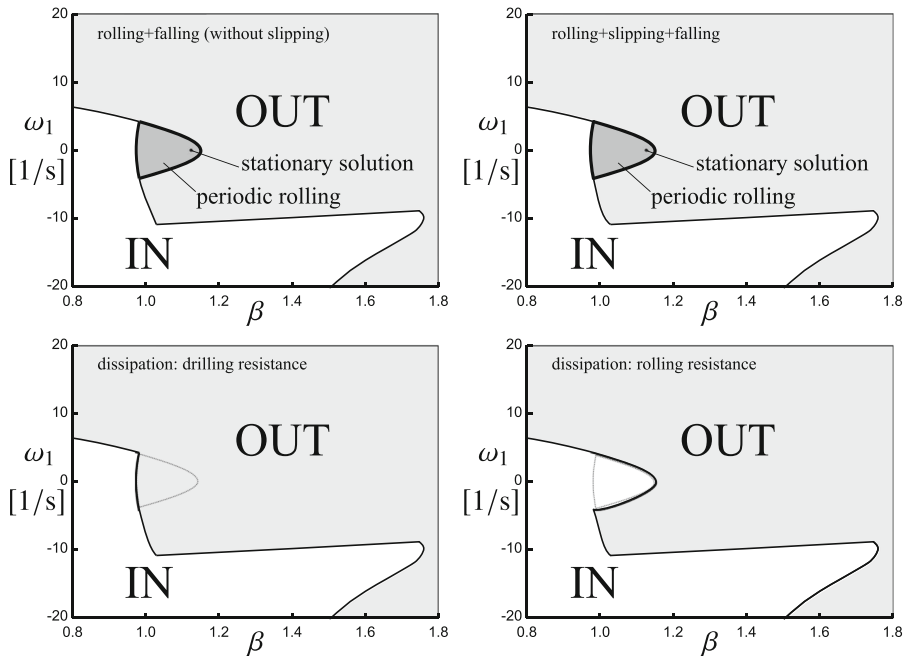 20
rolling+falling (without slipping)
10
OUT
ω1
0
[1/s]
stationary solution
periodic rolling
-10
IN
-20
0.8 1.0 1.2 1.4 1.6 1.8
β
20
rolling+slipping+falling
10
OUT
ω1
0
[1/s]
stationary solution
periodic rolling
-10
IN
-20
0.8 1.0 1.2 1.4 1.6 1.8
β
20
dissipation: drilling resistance
10
OUT
ω1
0
[1/s]
-10
IN
-20
0.8 1.0 1.2 1.4 1.6 1.8
β
20
dissipation: rolling resistance
10
OUT
ω1
0
[1/s]
-10
IN
-20
0.8 1.0 1.2 1.4 1.6 1.8
β